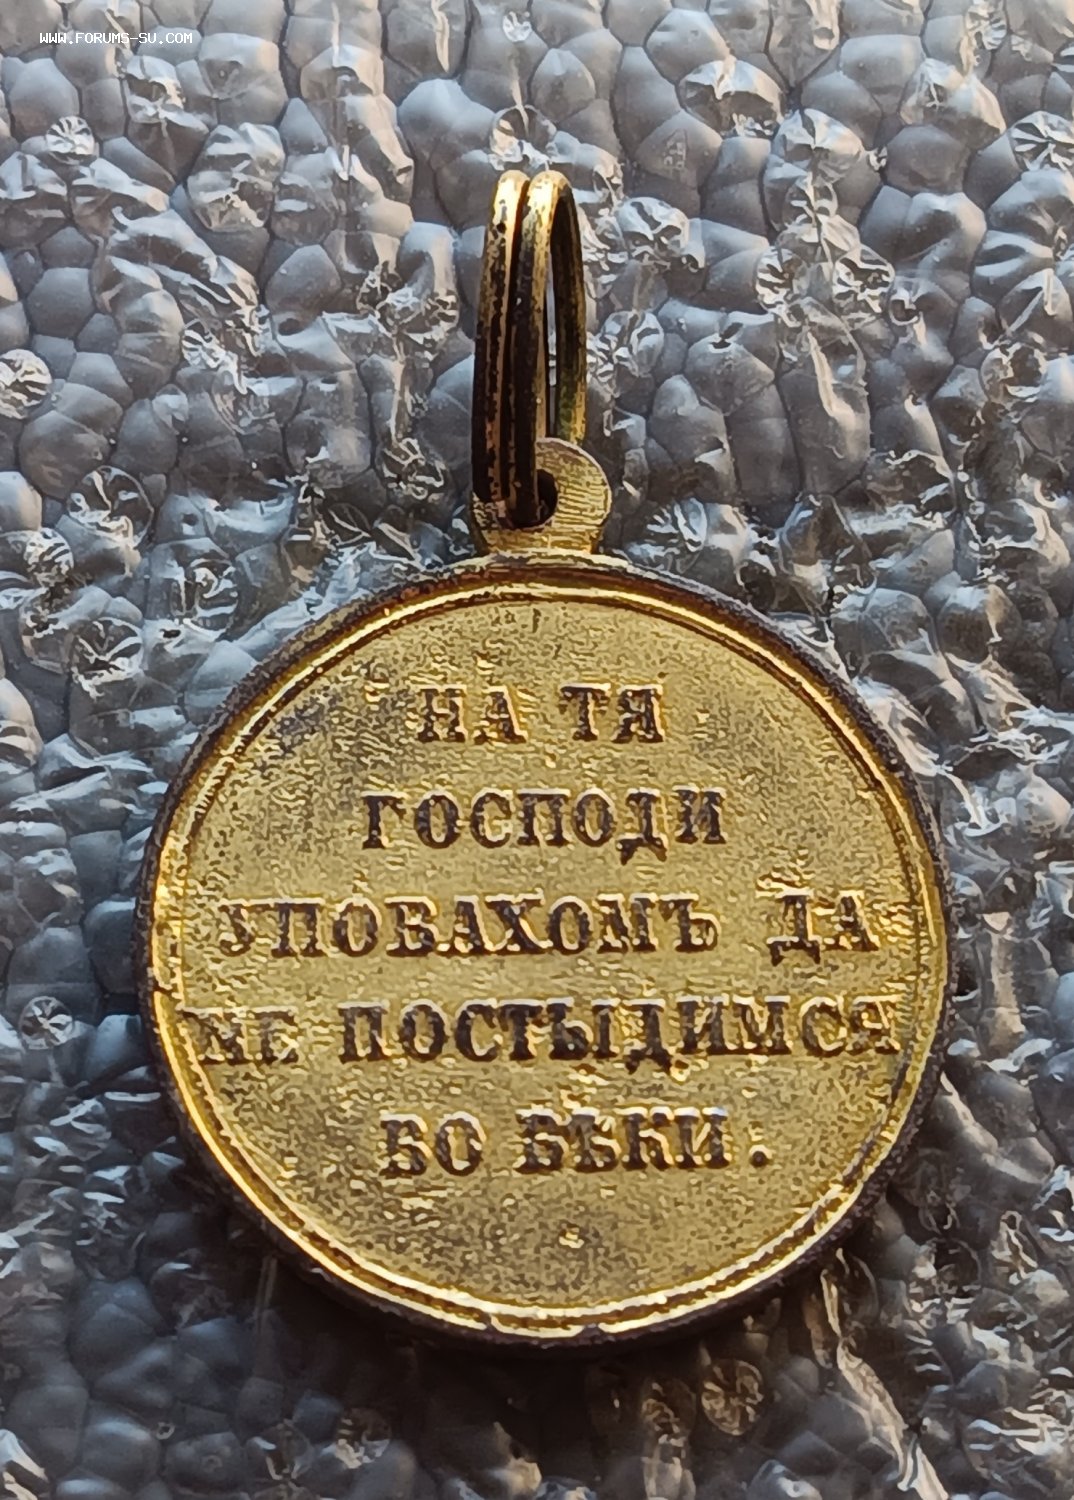 WWW.FORUMS-SU.COM
НА ТЯ
ГОСПОДИ
УПОВАХОМЪ ДА
НЕ ПОСТЫДИМСЯ
ВО ВѢКИ.